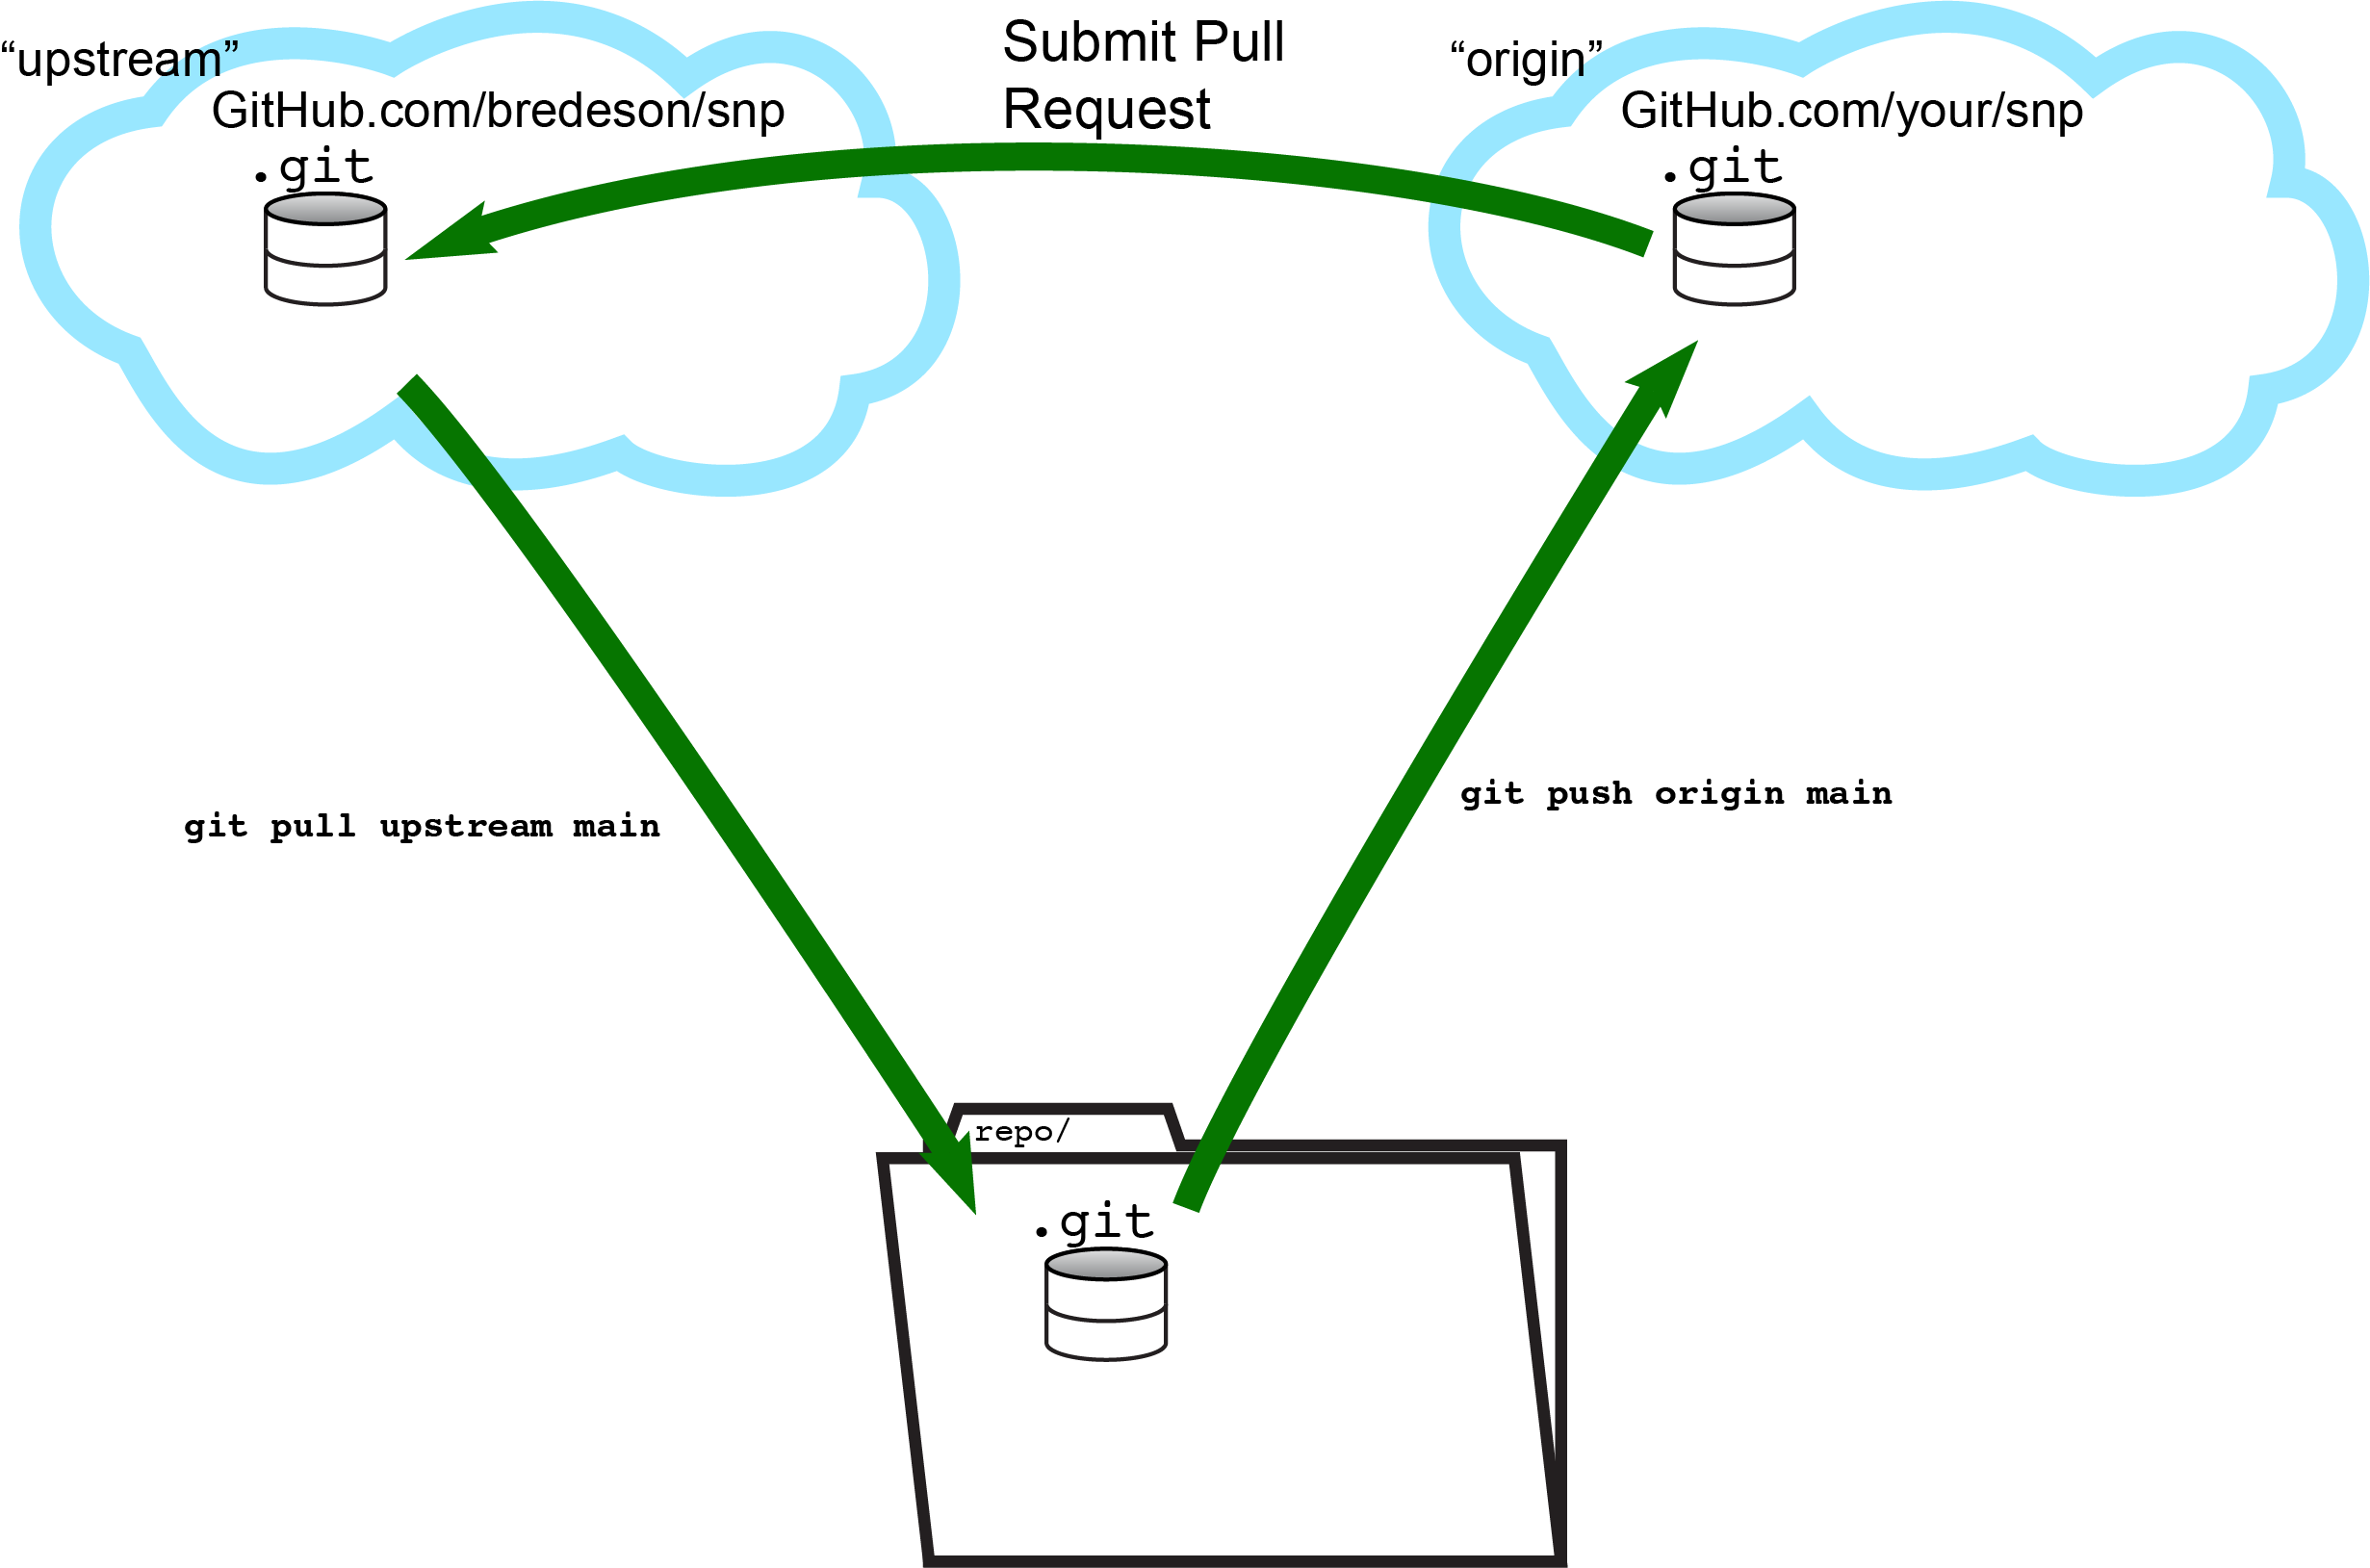 “upstream”
GitHub.com/bredeson/snp
.git
Submit Pull
Request
“origin”
GitHub.com/your/snp
.git
git pull upstream main
git push origin main
repo/
.git